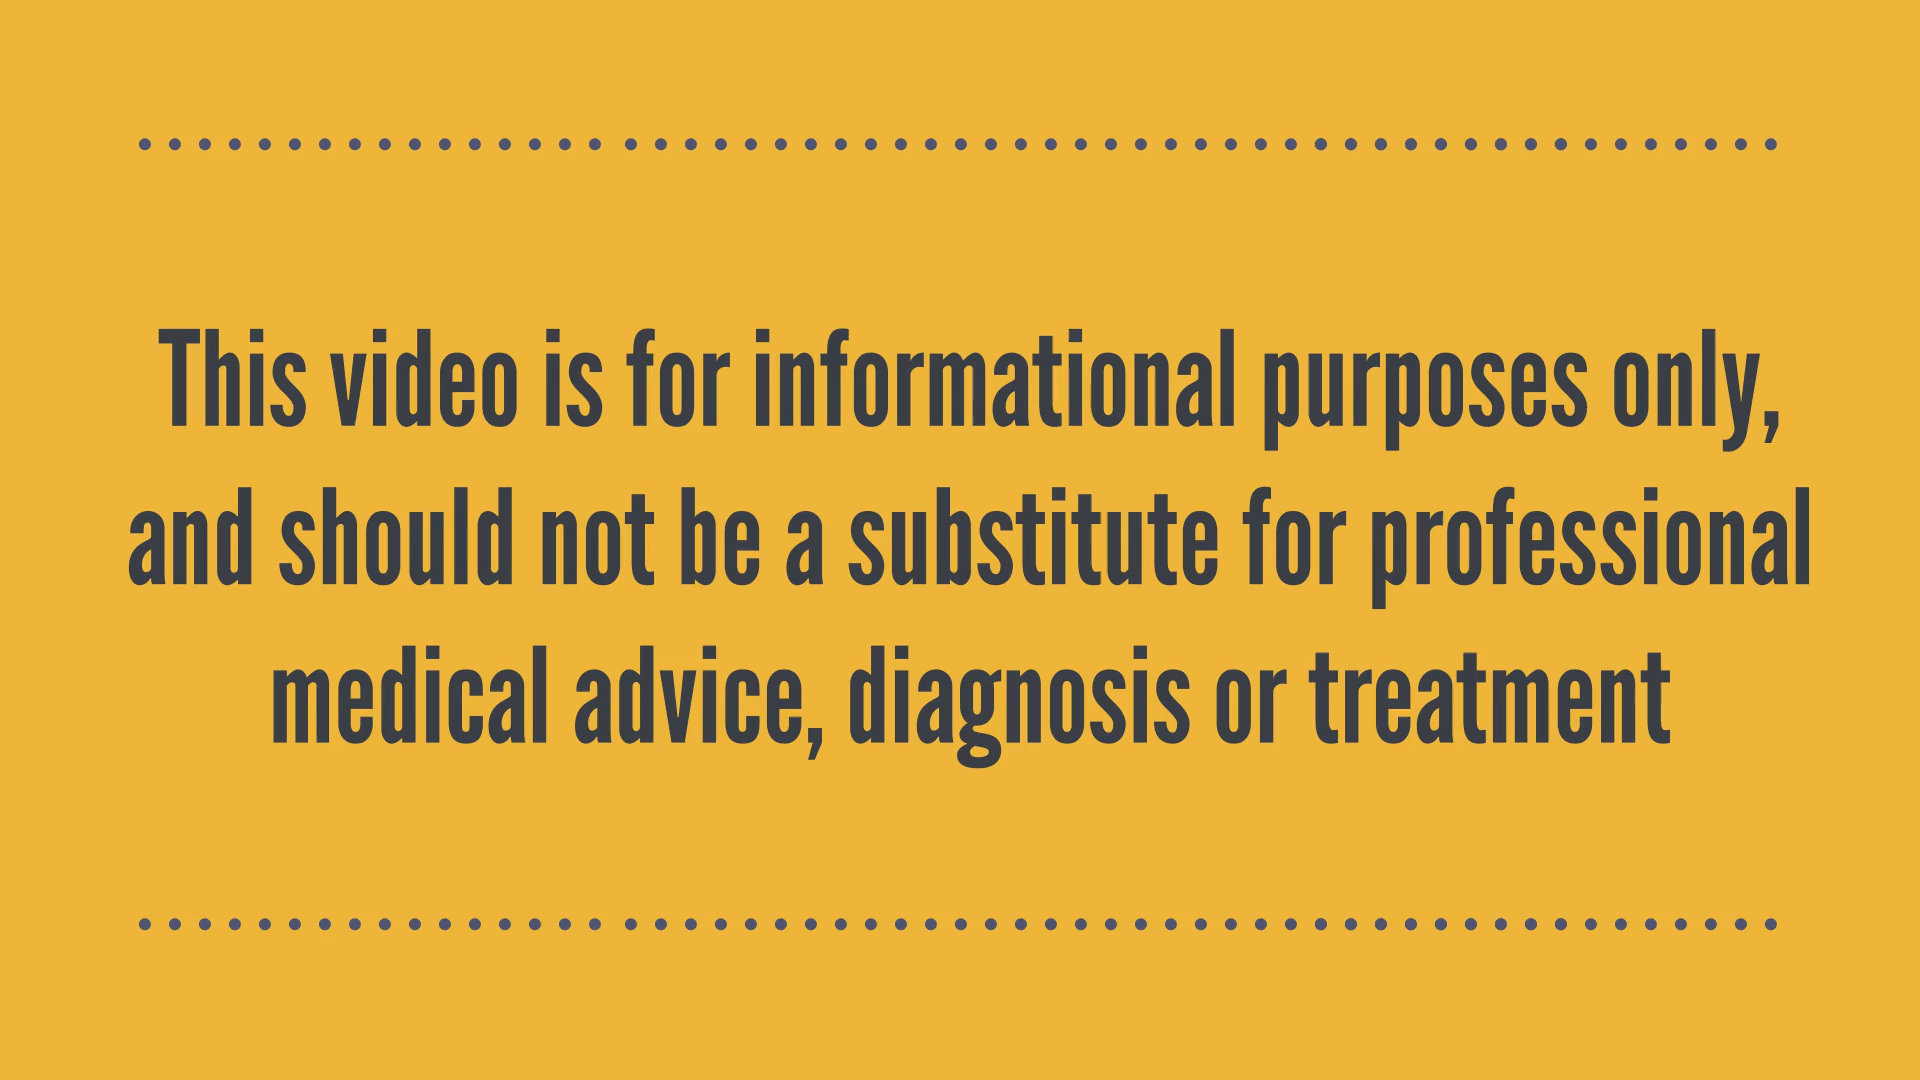 This video is for informational purposes only,
and should not be a substitute for professional
medical advice, diagnosis or treatment